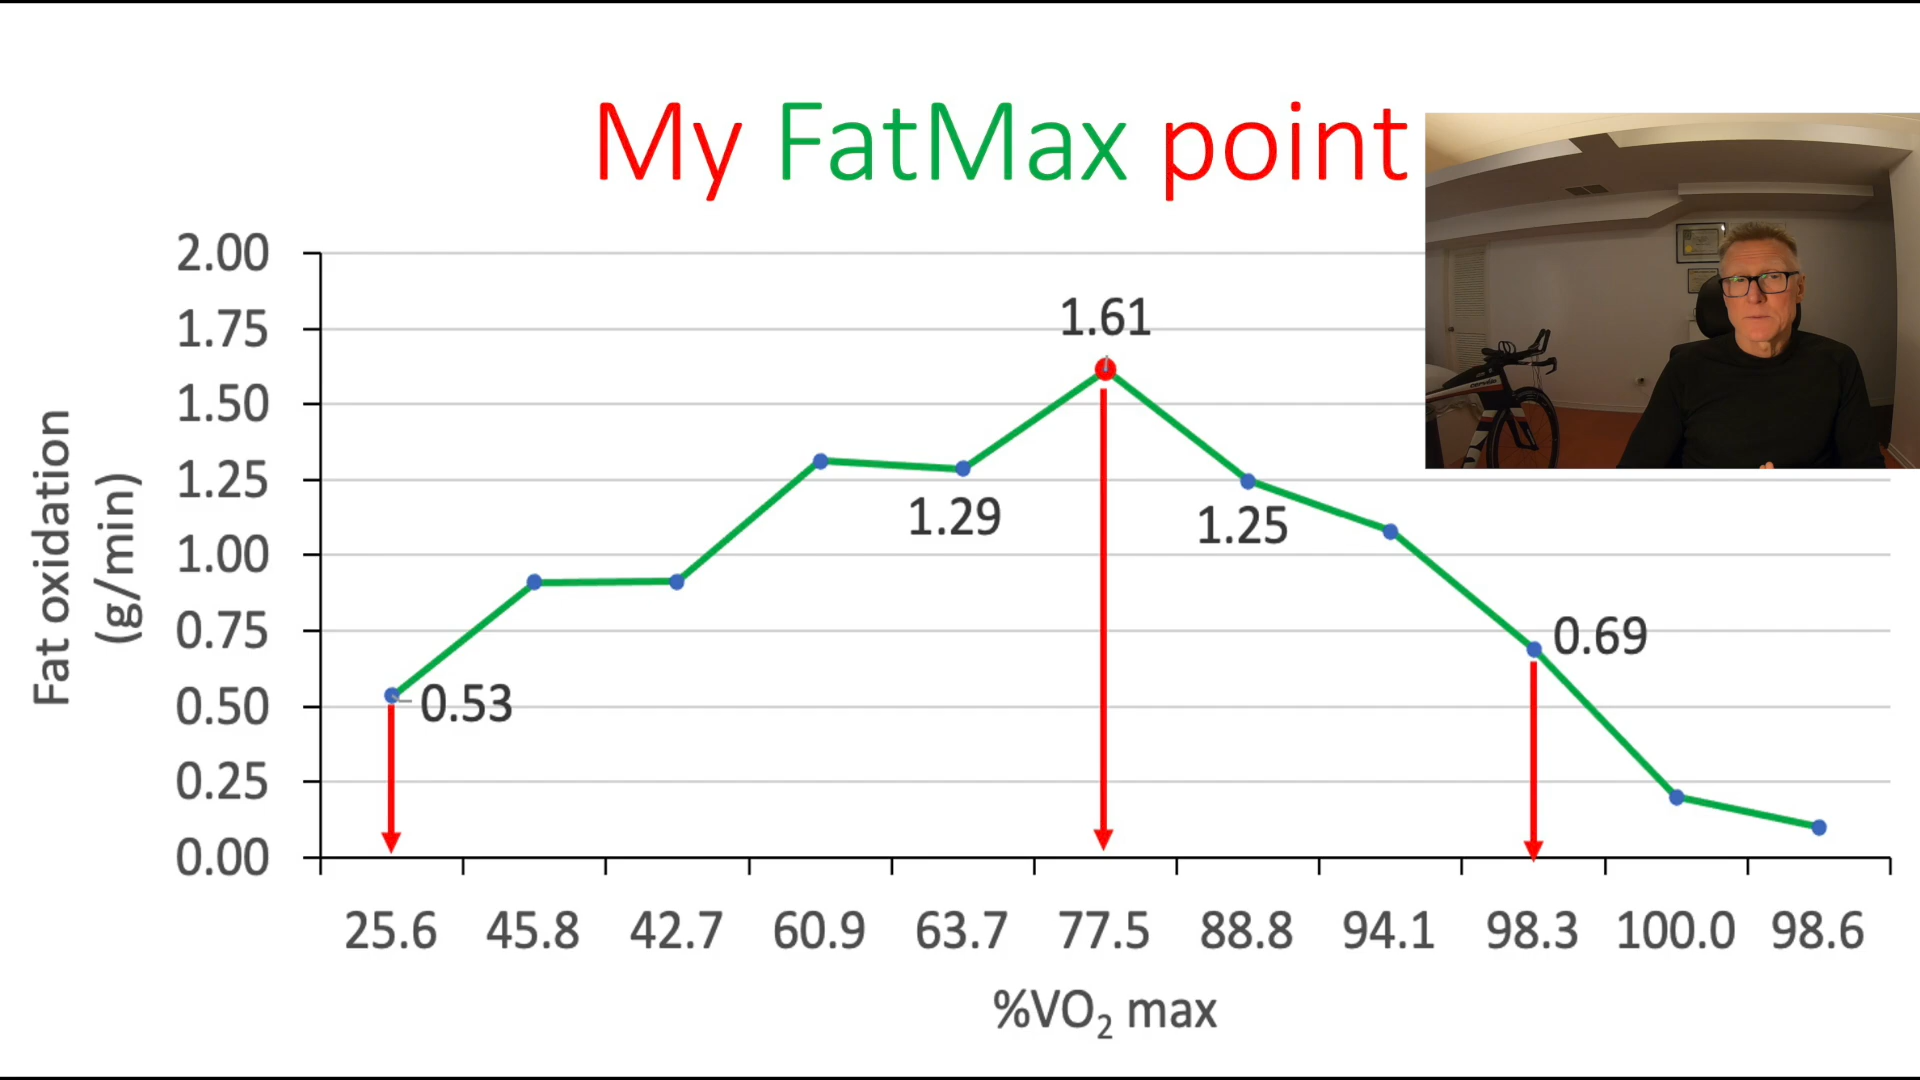 My FatMax point
2.00
1.75
1.50
1.25
1.00
0.75
0.50
0.25
0.00
Fat oxidation
(g/min)
0.53
1.29
1.61
1.25
0.69
25.6 45.8 42.7 60.9 63.7 77.5 88.8 94.1 98.3 100.0 98.6
%VO₂ max